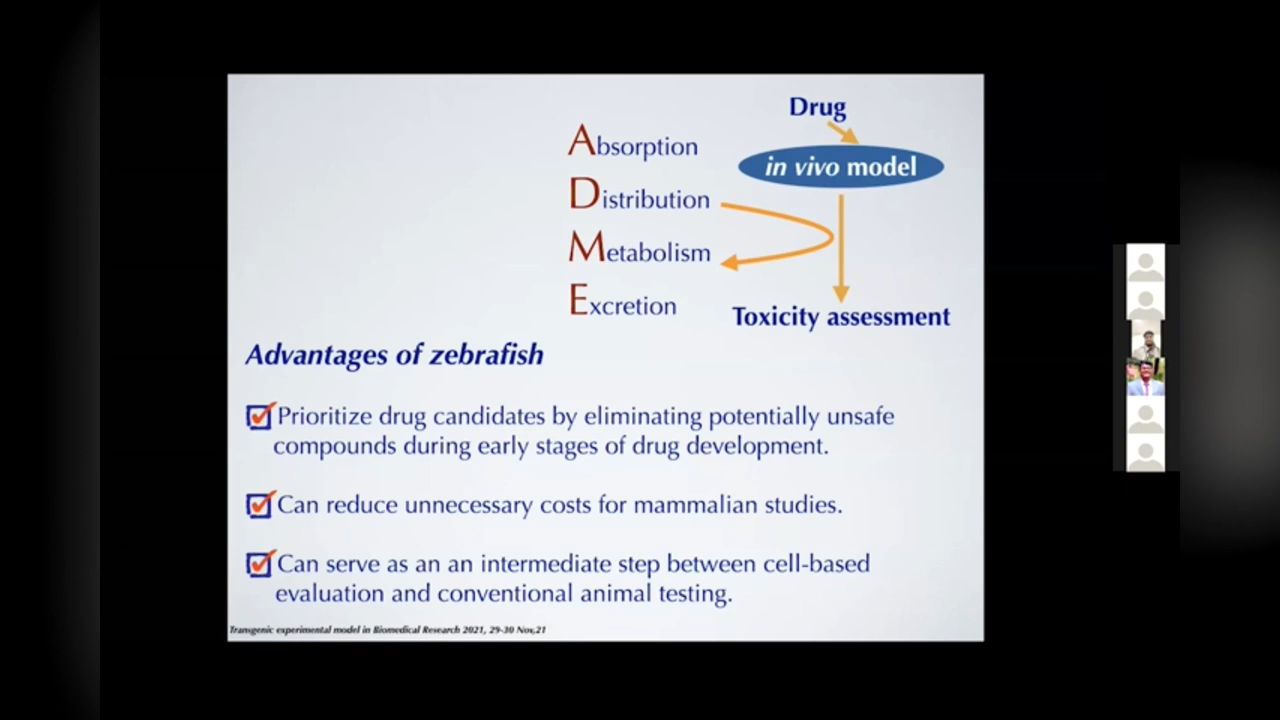 Drug
in vivo model
Absorption
Distribution
Metabolism
Excretion
Toxicity assessment
Advantages of zebrafish
Prioritize drug candidates by eliminating potentially unsafe
compounds during early stages of drug development.
Can reduce unnecessary costs for mammalian studies.
Can serve as an an intermediate step between cell-based
evaluation and conventional animal testing.
Transgenic experimental model in Biomedical Research 2021, 29-30 Nov,21